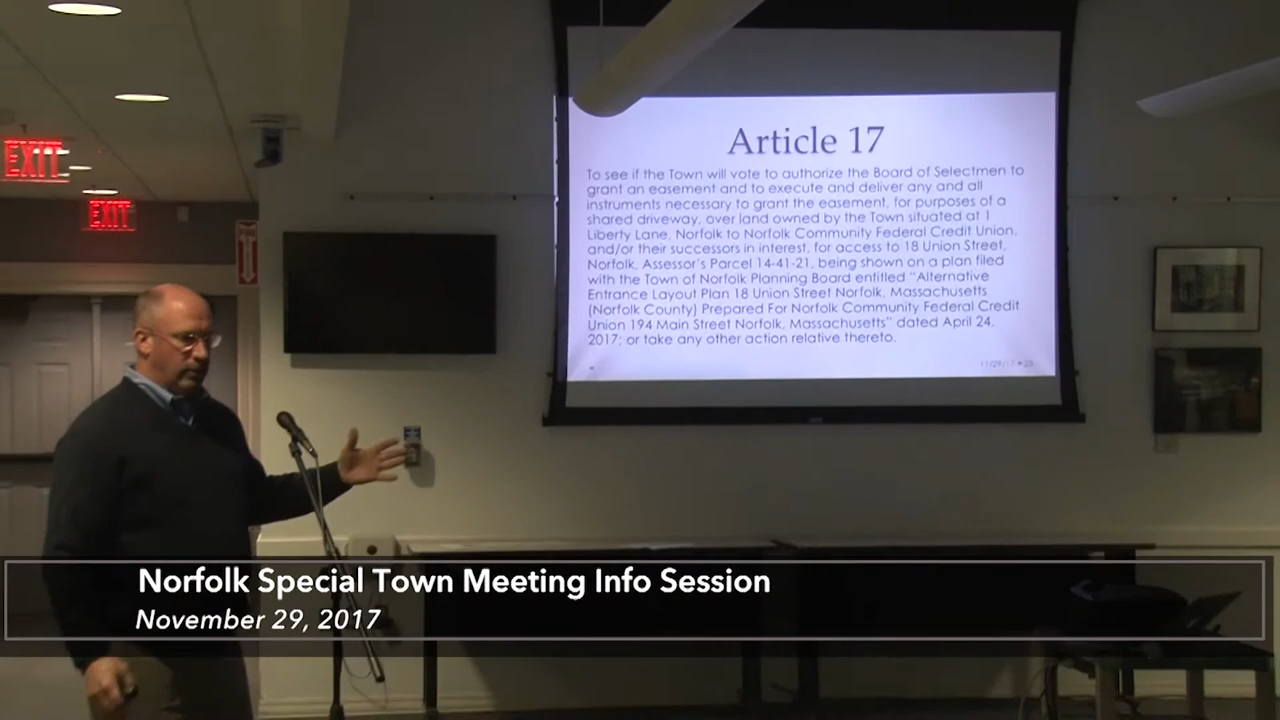 EXIT
EXIT
Article 17
To see if the Town will vote to authorize the Board of Selectmen to
grant an easement and to execute and deliver any and all
instruments necessary to grant the easement, for purposes of a
shared driveway, over land owned by the Town situated at 1
Liberty Lane, Norfolk to Norfolk Community Federal Credit Union,
and/or their successors in interest, for access to 18 Union Street,
Norfolk, Assessor's Parcel 14-41-21, being shown on a plan filed
with the Town of Norfolk Planning Board entitled "Alternative
Entrance Layout Plan 18 Union Street Norfolk, Massachusetts
(Norfolk County) Prepared For Norfolk Community Federal Credit
Union 194 Main Street Norfolk, Massachusetts" dated April 24,
2017; or take any other action relative thereto.
11/29/17
Norfolk Special Town Meeting Info Session
November 29, 2017